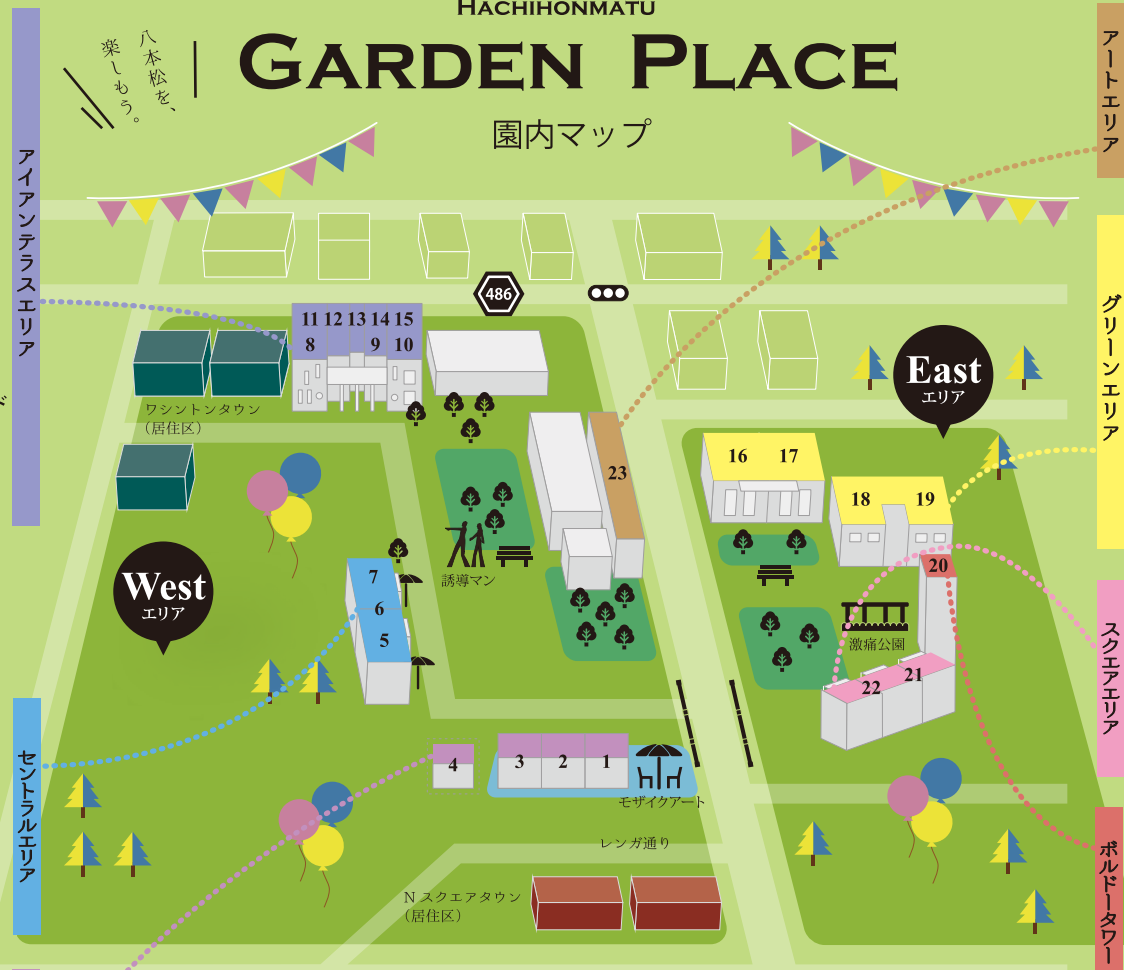 HACHIHONMATU
GARDEN PLACE
園内マップ
八本松を、
楽しもう。
アイアンテラスエリア
アートエリア
グリーンエリア
スクエアエリア
ボルドータワー
セントラルエリア
486
11 12 13 14 15
8 9 10
ワシントンタウン
（居住区）
East
エリア
23
16 17
18 19
20
West
エリア
7
6
5
誘導マン
激痛公園
22 21
4
3 2 1
モザイクアート
レンガ通り
N スクエアタウン
（居住区）
ド